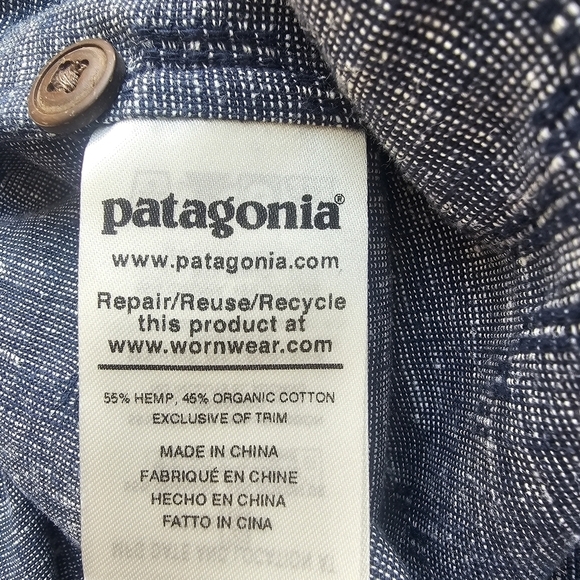 patagonia®
www.patagonia.com
Repair/Reuse/Recycle
this product at
www.wornwear.com
55% HEMP, 45% ORGANIC COTTON
EXCLUSIVE OF TRIM
MADE IN CHINA
FABRIQUÉ EN CHINE
HECHO EN CHINA
FATTO IN CINA